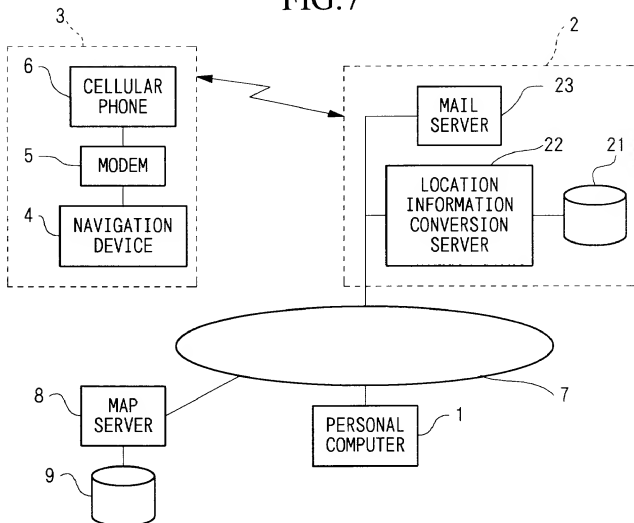 FIG.7
3
2
6
CELLULAR
PHONE
5
MODEM
4
NAVIGATION
DEVICE
MAIL
SERVER
23
22
21
LOCATION
INFORMATION
CONVERSION
SERVER
7
8
MAP
SERVER
9
PERSONAL
COMPUTER
1